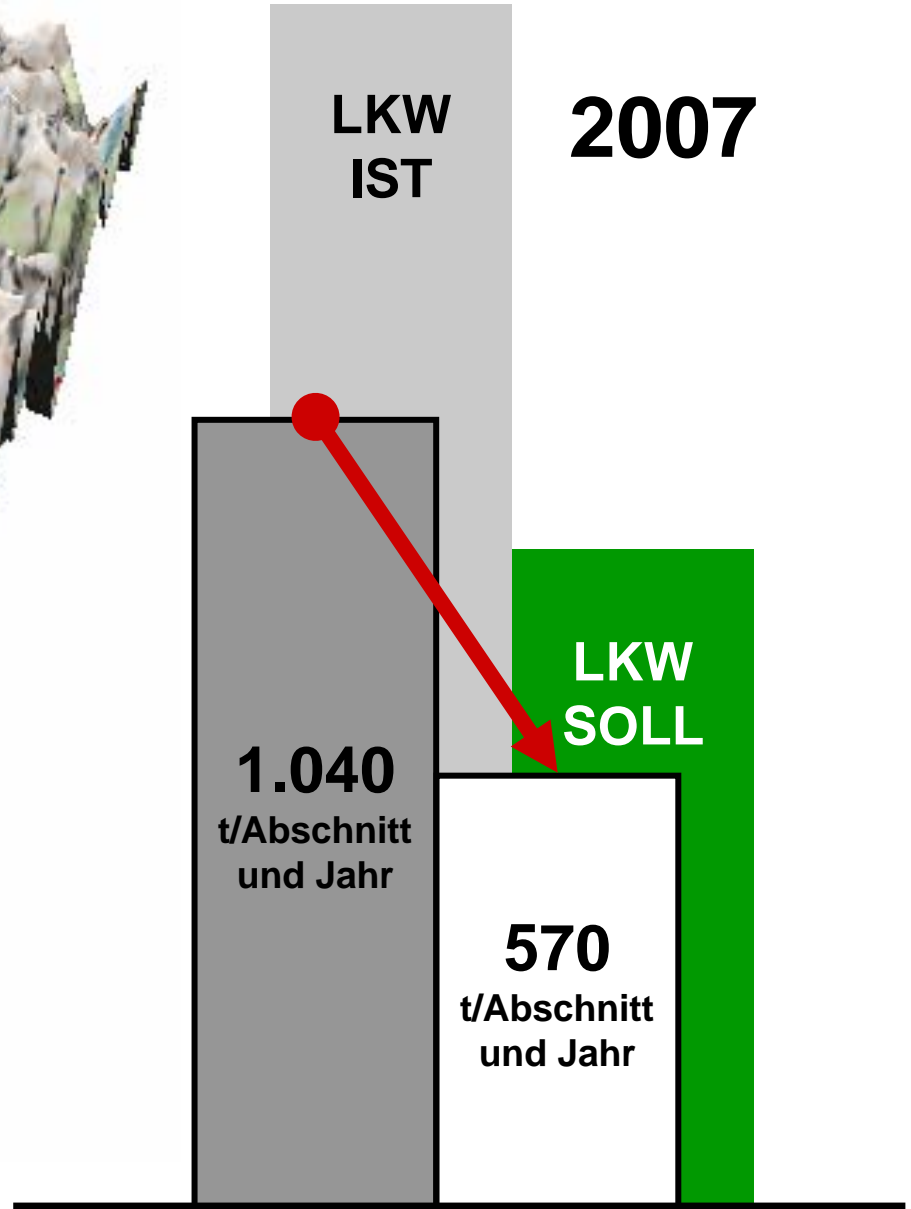 LKW
IST
2007
LKW
SOLL
1.040
t/Abschnitt
und Jahr
570
t/Abschnitt
und Jahr